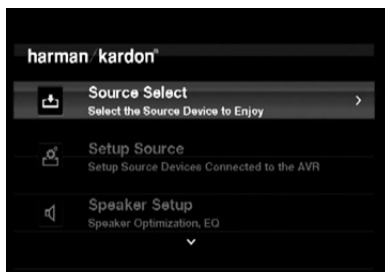 harman/kardon®
Source Select
Select the Source Device to Enjoy
Setup Source
Setup Source Devices Connected to the AVR
Speaker Setup
Speaker Optimization, EQ